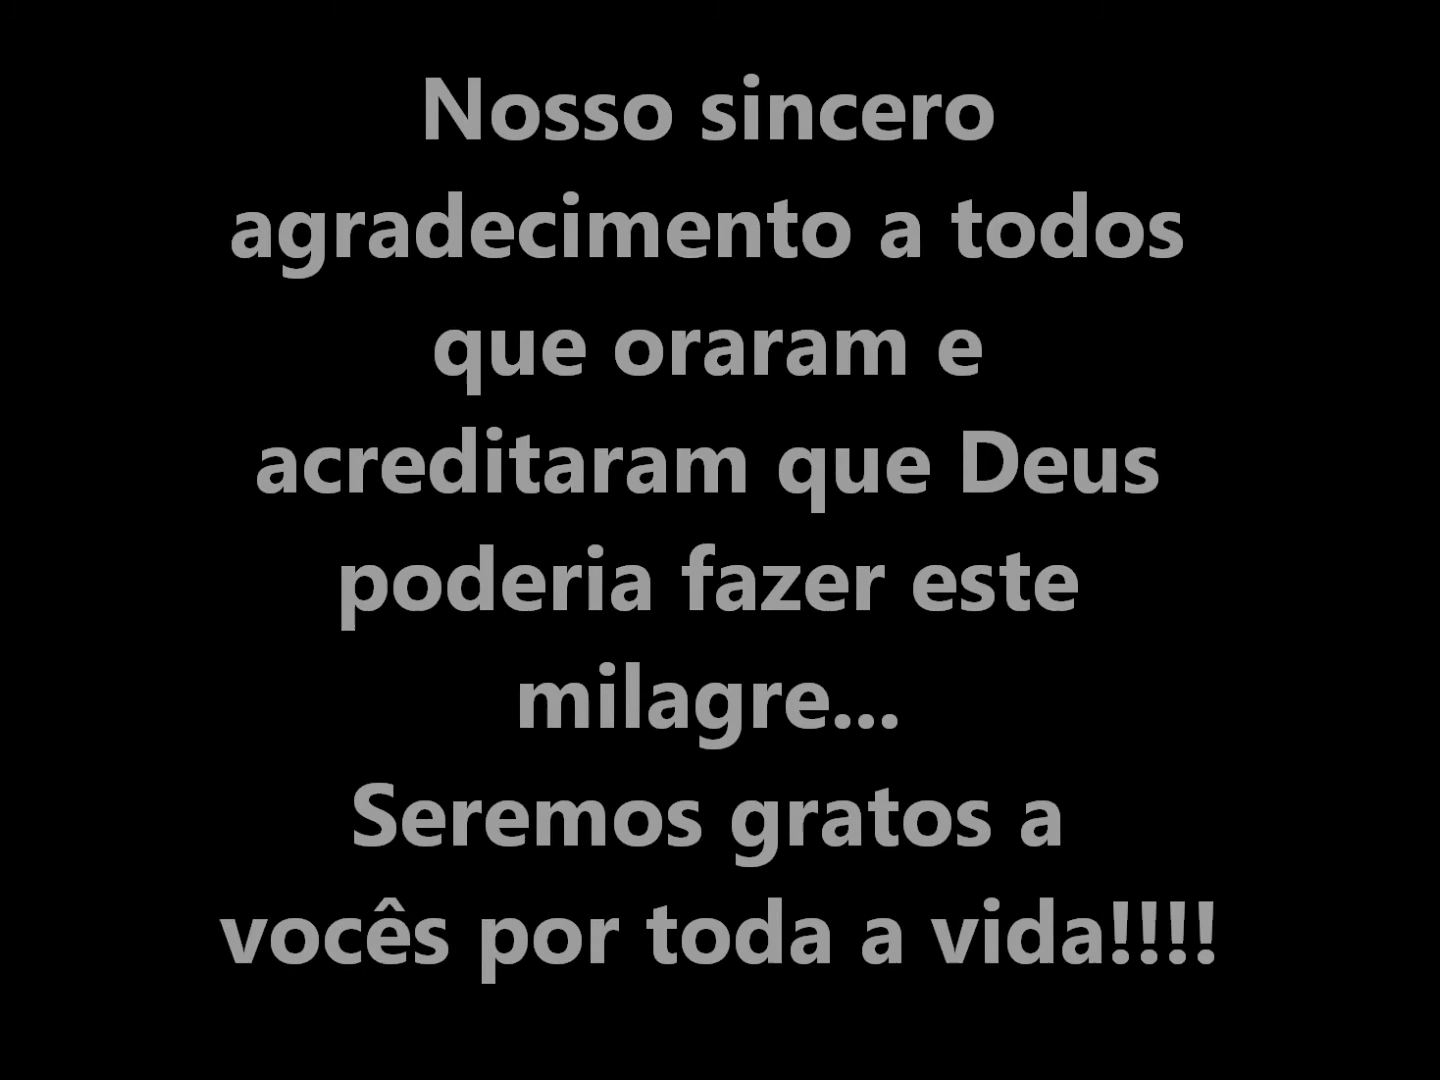 Nosso sincero
agradecimento a todos
que oraram e
acreditaram que Deus
poderia fazer este
milagre...
Seremos gratos a
vocês por toda a vida!!!!